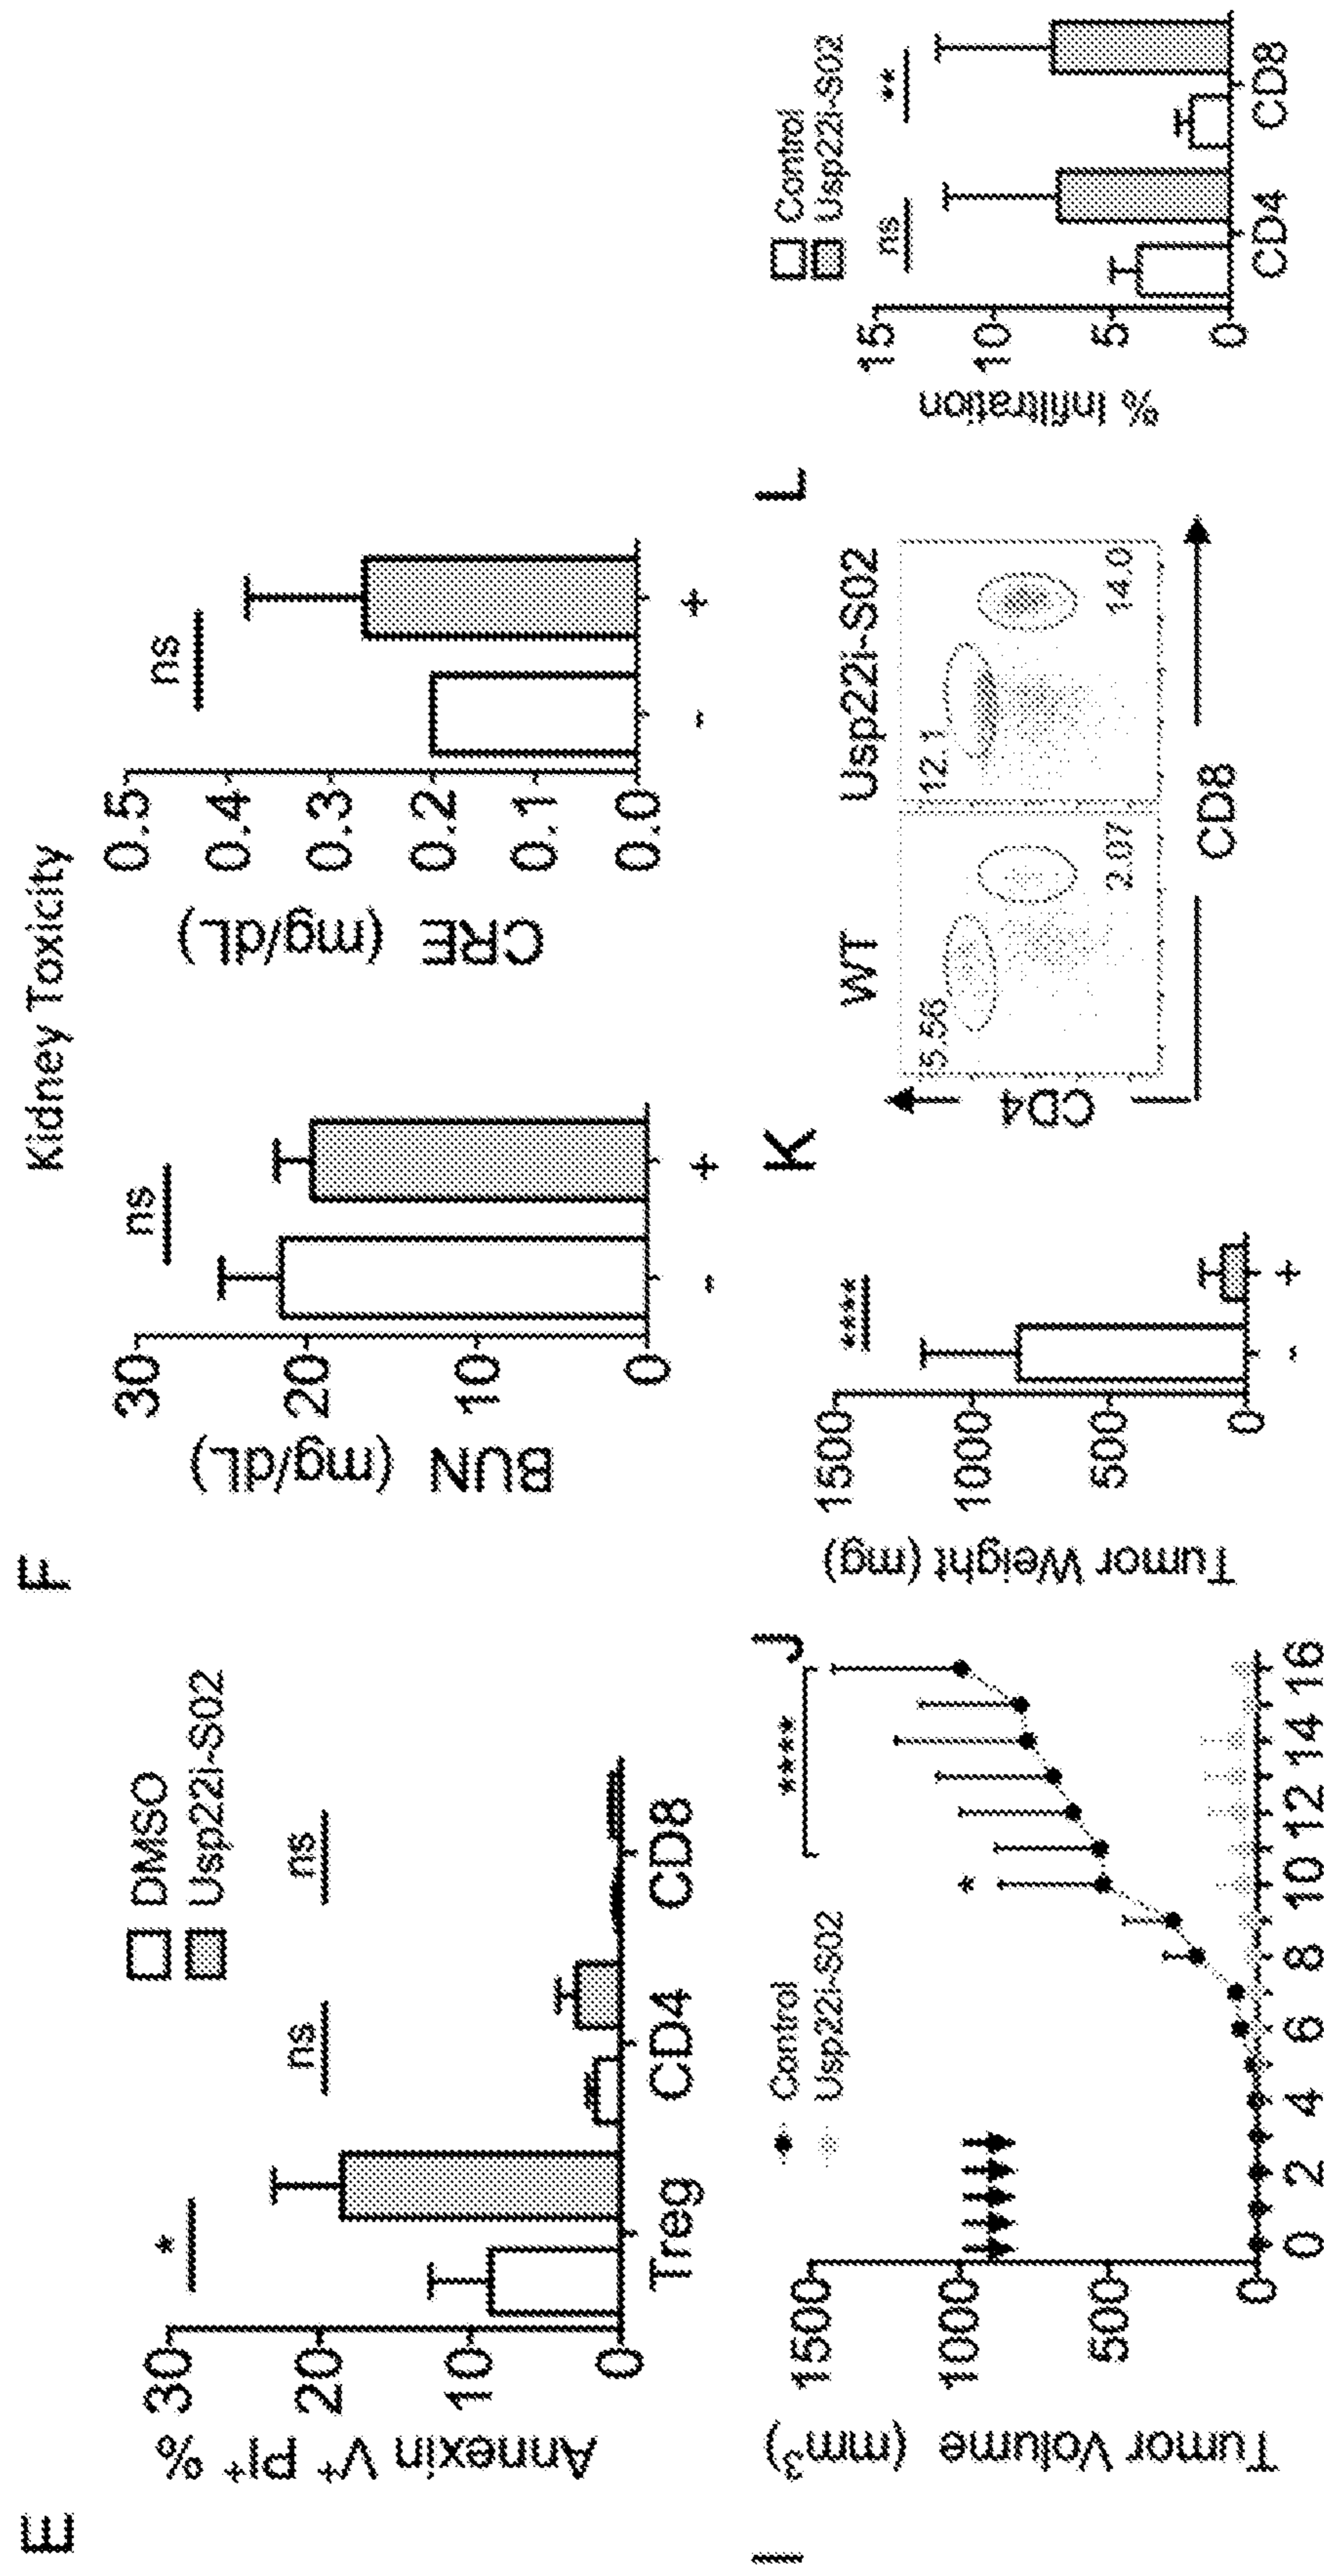 E
Annexin V⁺ PI⁺ %
30
20
10
0
DMSO
Usp22i-S02
*
ns
ns
Treg
CD4
CD8
F
Kidney Toxicity
BUN (mg/dL)
30
20
10
0
ns
-
+
CRE (mg/dL)
0.5
0.4
0.3
0.2
0.1
0.0
ns
-
+
I
Tumor Volume (mm³)
1500
1000
500
0
Control
Usp22i-S02
*
****
0 2 4 6 8 10 12 14 16
J
Tumor Weight (mg)
1500
1000
500
0
****
-
+
K
WT
Usp22i-S02
5.56
12.1
14.0
CD4
CD8
L
% Infiltration
15
10
5
0
Control
Usp22i-S02
ns
**
CD4
CD8